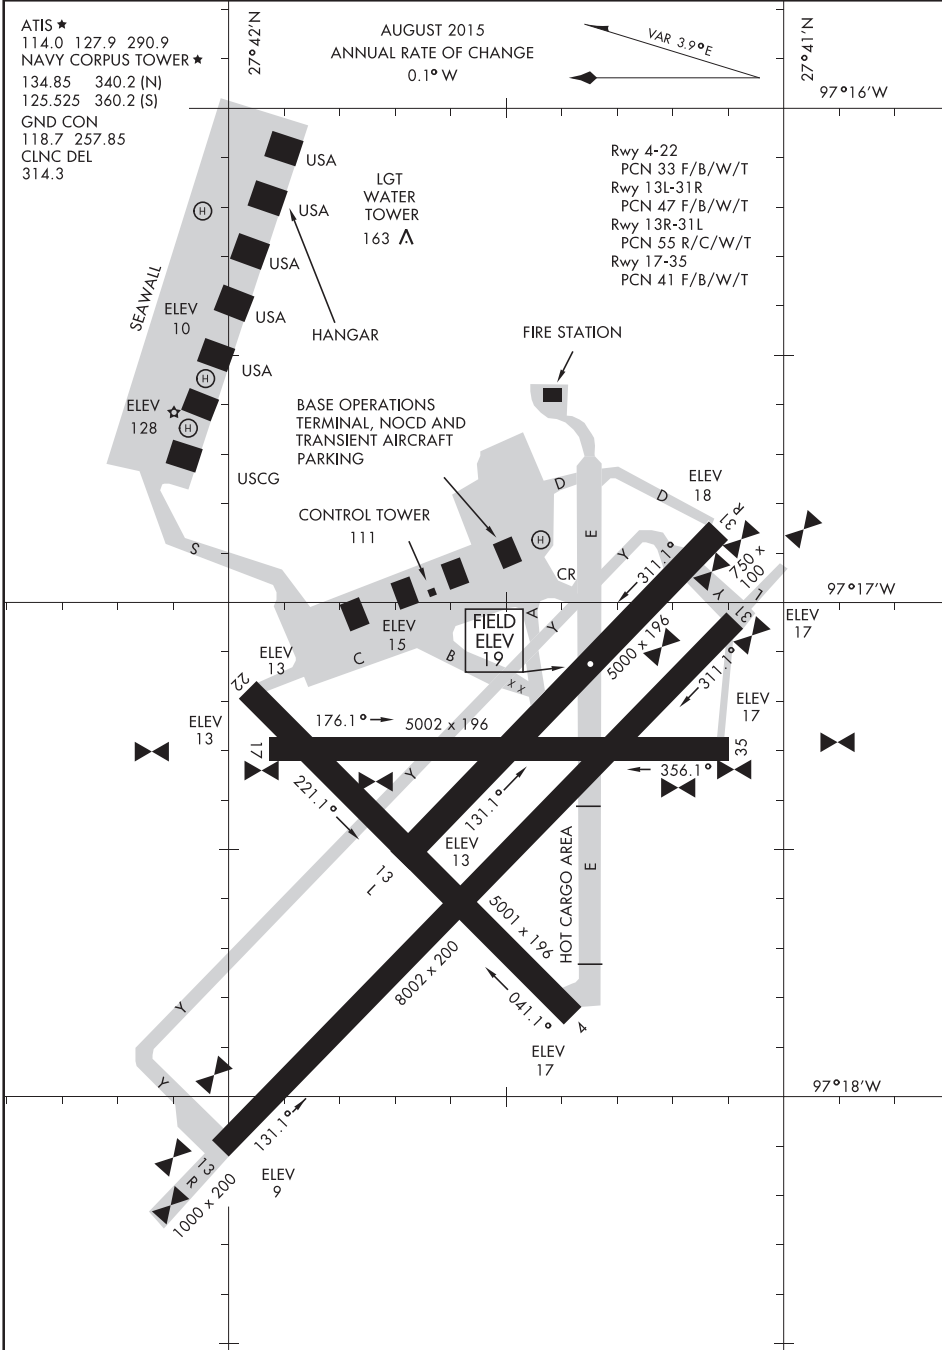 ATIS ★
114.0 127.9 290.9
NAVY CORPUS TOWER ★
134.85 340.2 (N)
125.525 360.2 (S)
GND CON
118.7 257.85
CLNC DEL
314.3
27°42'N
AUGUST 2015
ANNUAL RATE OF CHANGE
0.1° W
VAR 3.9°E
27°41'N
97°16'W
Rwy 4-22
PCN 33 F/B/W/T
Rwy 13L-31R
PCN 47 F/B/W/T
Rwy 13R-31L
PCN 55 R/C/W/T
Rwy 17-35
PCN 41 F/B/W/T
USA
USA
USA
USA
USA
USCG
H
H
H
SEAWALL
ELEV
10
ELEV
128
LGT
WATER
TOWER
163
HANGAR
FIRE STATION
BASE OPERATIONS
TERMINAL, NOCD AND
TRANSIENT AIRCRAFT
PARKING
CONTROL TOWER
111
H
S
D
D
E
Y
CR
A
Y
ELEV
18
31 R
311.1°
750 x
100
Y
97°17'W
L
31
ELEV
17
ELEV
15
FIELD
ELEV
19
5000 x 196
311.1°
C
B
x x
ELEV
13
22
ELEV
13
17
176.1°
5002 x 196
ELEV
17
35
356.1°
Y
221.1°
131.1°
ELEV
13
13
L
HOT CARGO AREA
E
5001 x 196
8002 x 200
041.1°
4
ELEV
17
Y
Y
97°18'W
131.1°
13
R
1000 x 200
ELEV
9